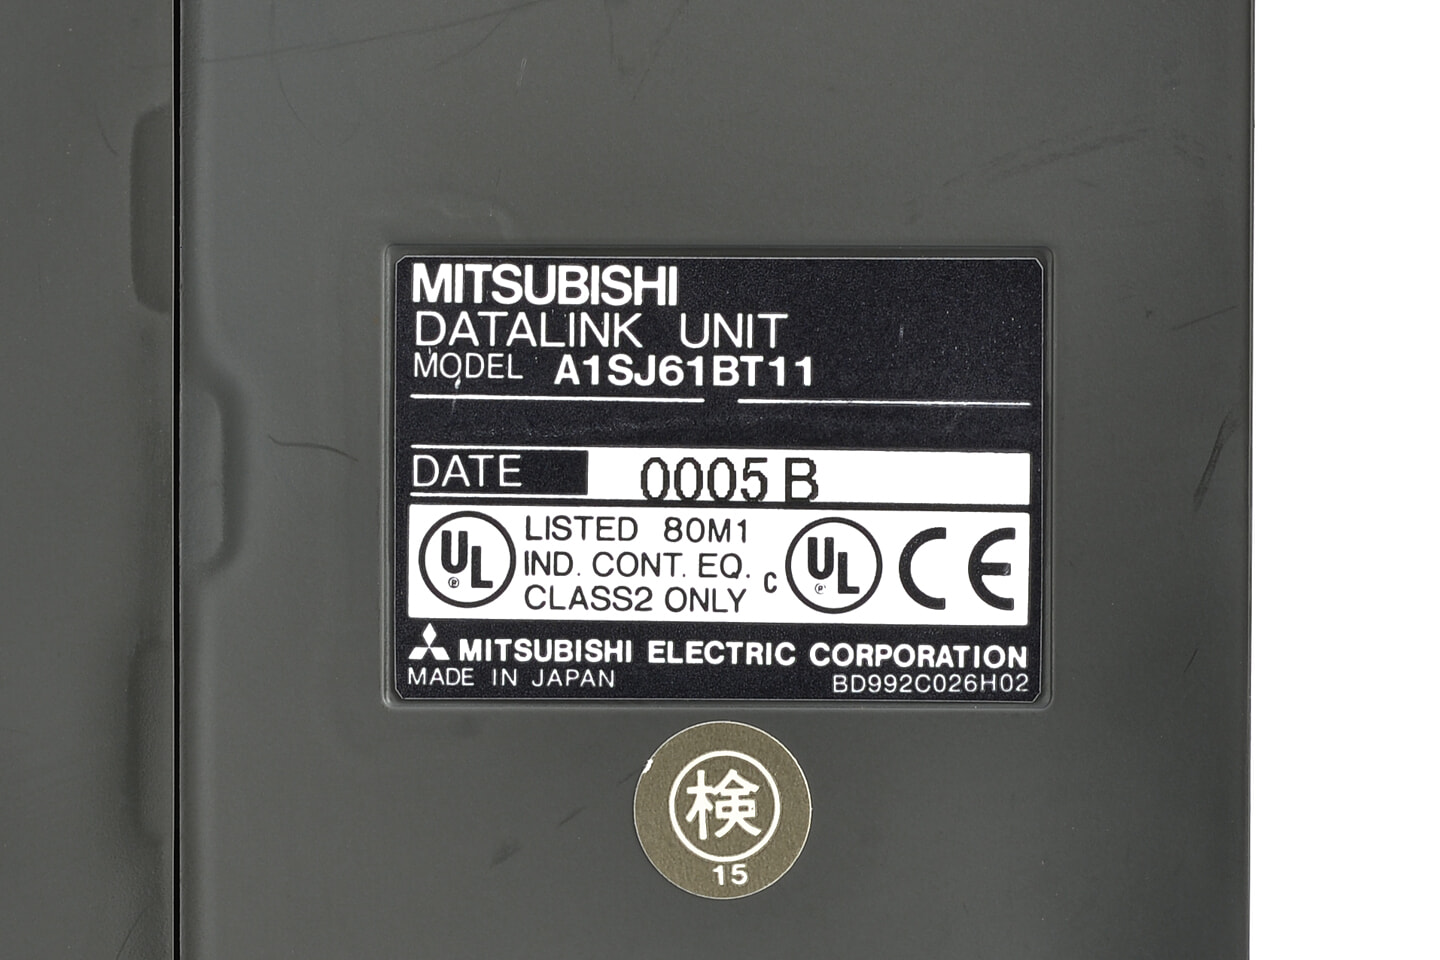 MITSUBISHI
DATALINK UNIT
MODEL A1SJ61BT11
DATE 0005 B
UL ® LISTED 80M1
IND. CONT. EQ.
CLASS2 ONLY
C UL ® CE
MITSUBISHI ELECTRIC CORPORATION
MADE IN JAPAN BD992C026H02
検
15